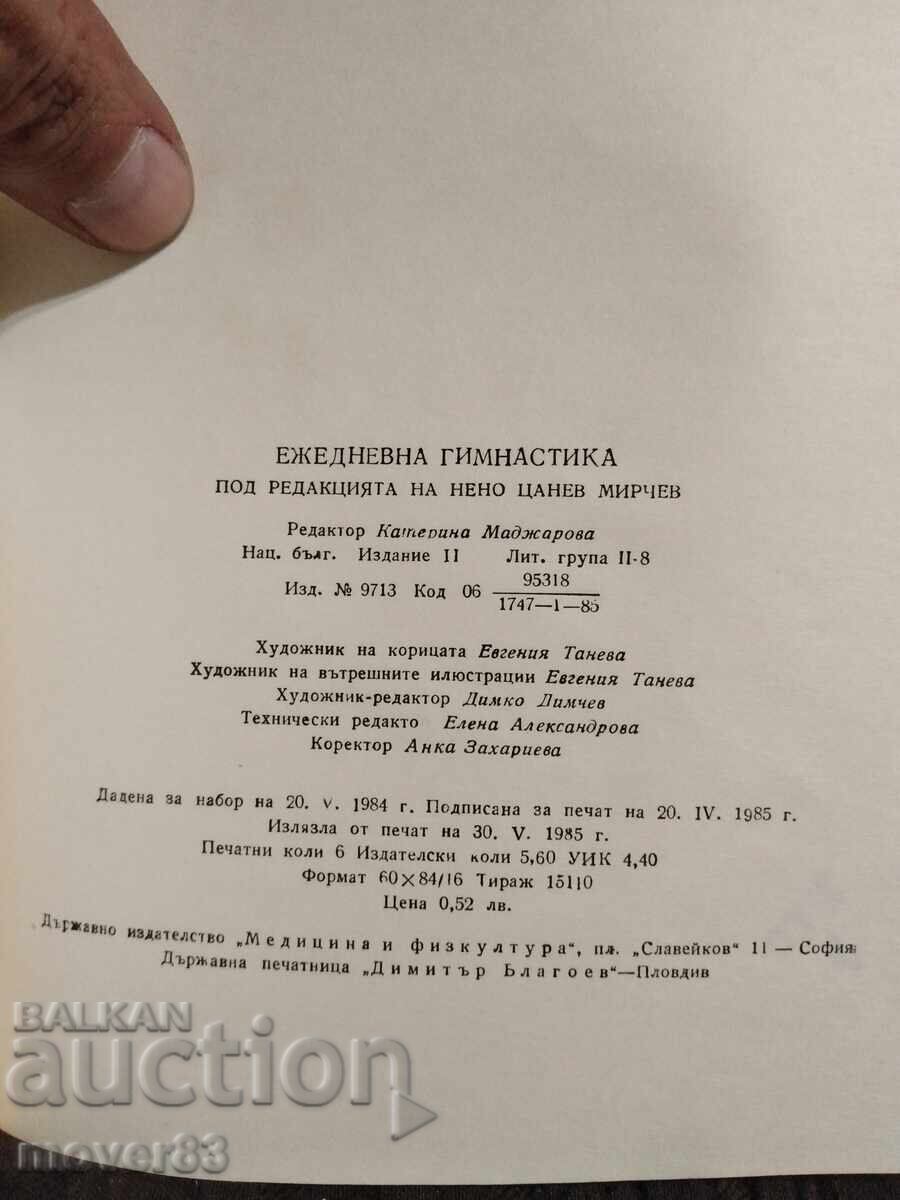 ЕЖЕДНЕВНА ГИМНАСТИКА
ПОД РЕДАКЦИЯТА НА НЕНО ЦАНЕВ МИРЧЕВ
Редактор Катерина Маджарова
Нац. бълг. Издание II Лит. група II-8
Изд. № 9713 Код 06 95318
1747—1—85
Художник на корицата Евгения Танева
Художник на вътрешните илюстрации Евгения Танева
Художник-редактор Димко Димчев
Технически редакто Елена Александрова
Коректор Анка Захариева
Дадена за набор на 20. V. 1984 г. Подписана за печат на 20. IV. 1985 г.
Излязла от печат на 30. V. 1985 г.
Печатни коли 6 Издателски коли 5,60 УИК 4,40
Формат 60×84/16 Тираж 15110
Цена 0,52 лв.
Държавно издателство „Медицина и физкултура“, пл. „Славейков“ 11 — София
Държавна печатница „Димитър Благоев“—Пловдив
BALKAN
auction
mover83